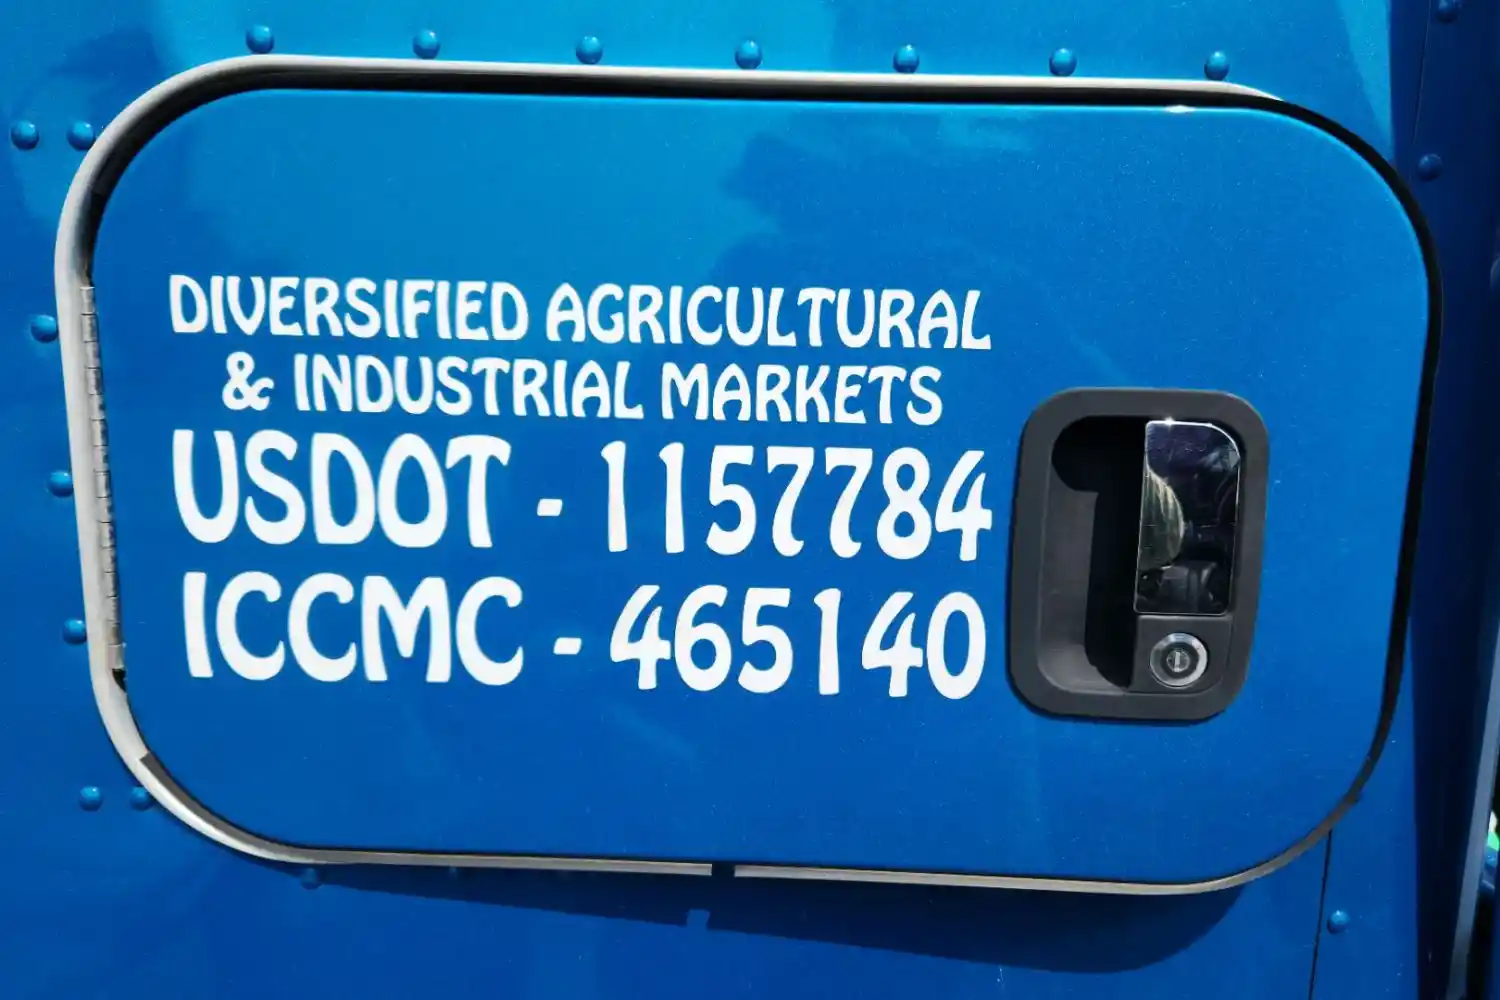 DIVERSIFIED AGRICULTURAL
& INDUSTRIAL MARKETS
USDOT - 1157784
ICCMC - 465140